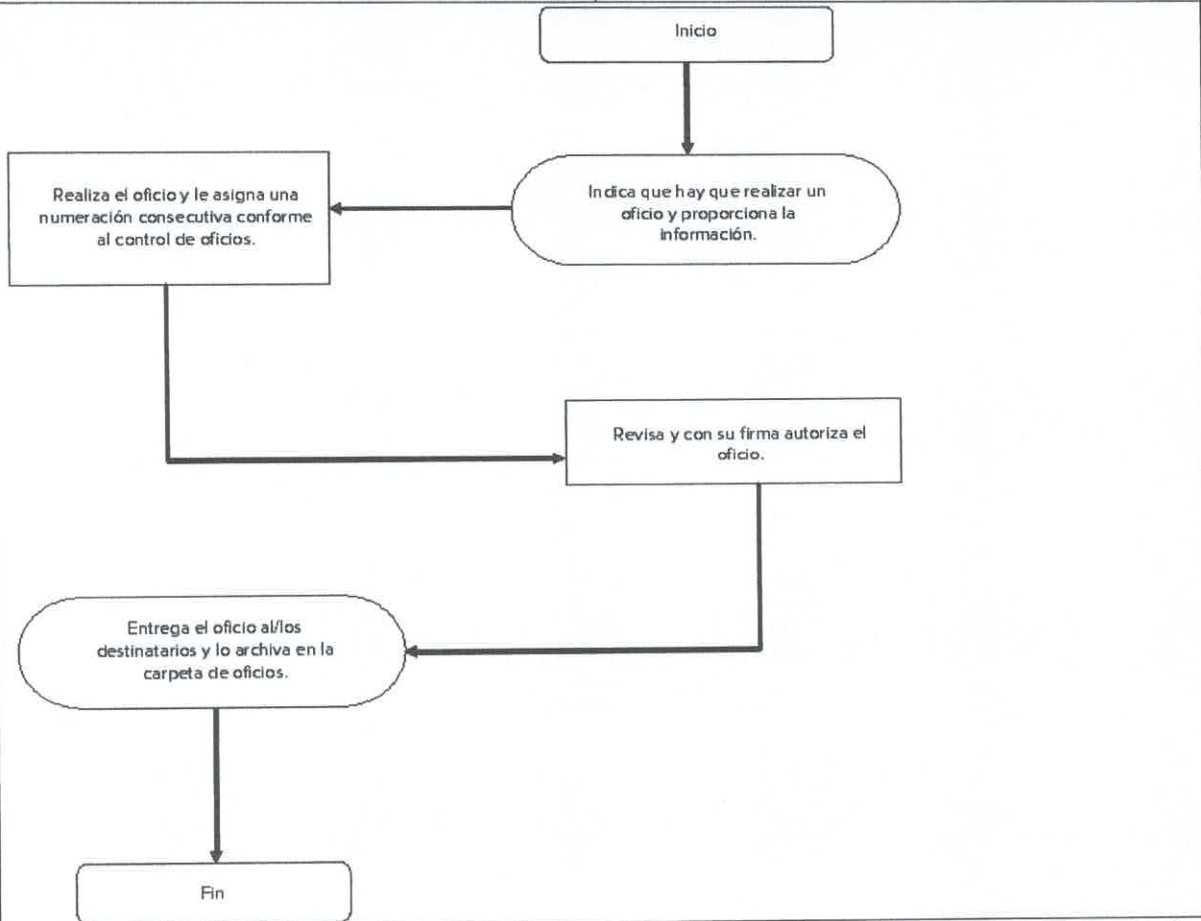 Inicio
Indica que hay que realizar un
oficio y proporciona la
información.
Realiza el oficio y le asigna una
numeración consecutiva conforme
al control de oficios.
Revisa y con su firma autoriza el
oficio.
Entrega el oficio al/los
destinatarios y lo archiva en la
carpeta de oficios.
Fin